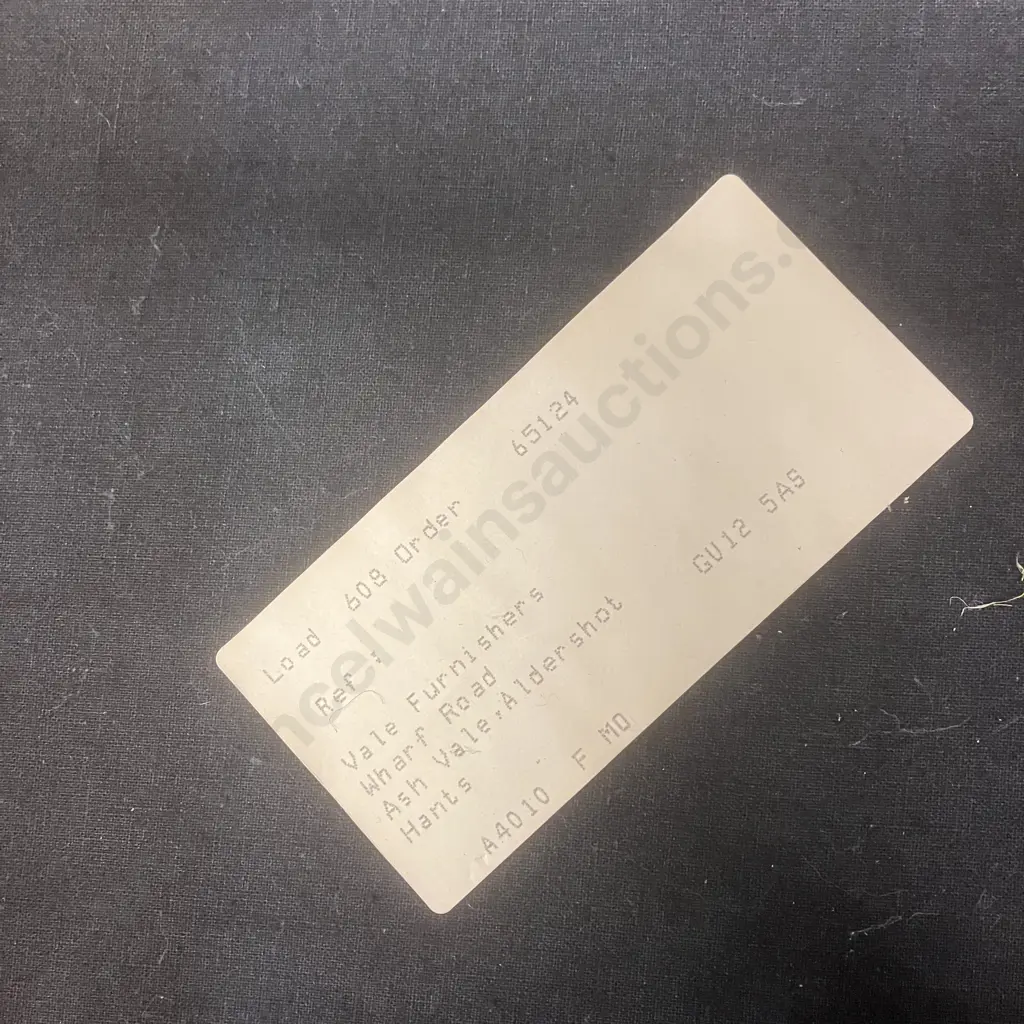 Load 608 Order 65124
Ref :
Vale Furnishers
Wharf Road
Ash Vale:Aldershot
Hants - GU12 5AS
A4010 F MO
mcelwainsauctions.